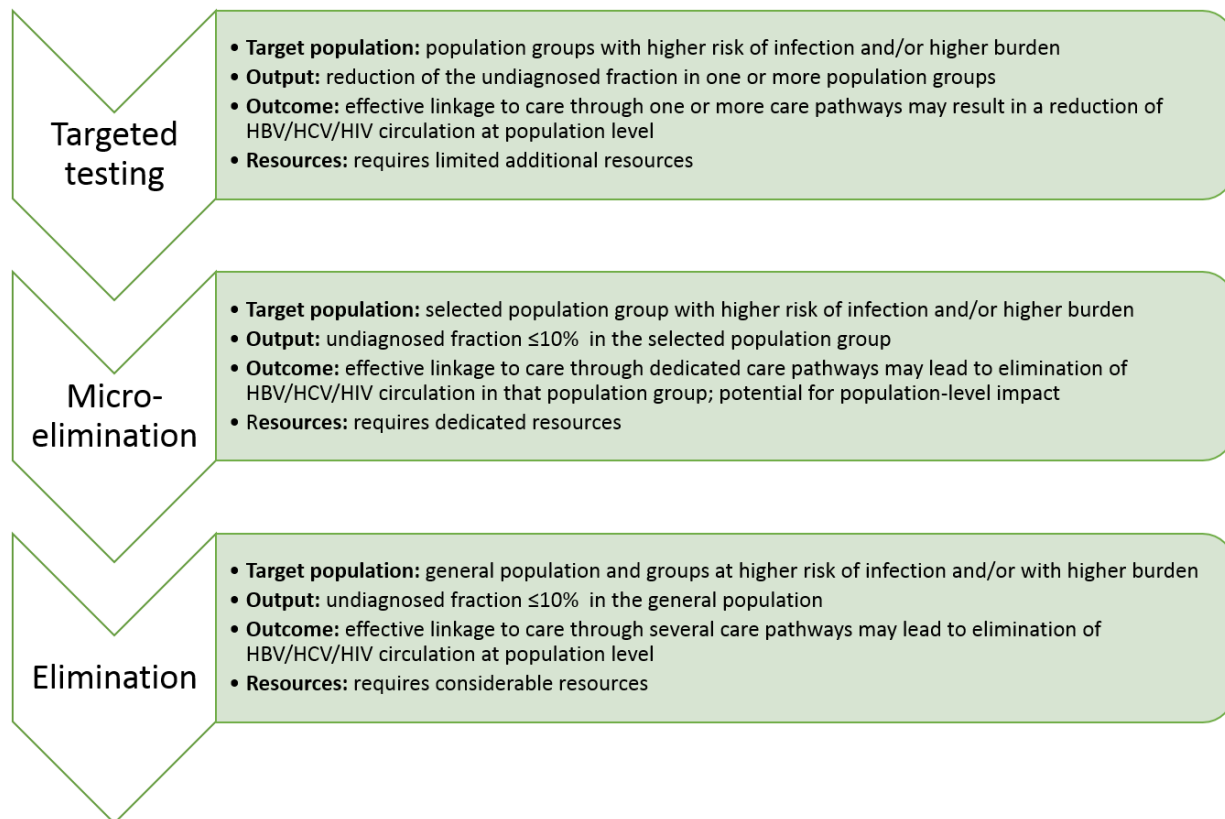 Targeted
testing
• Target population: population groups with higher risk of infection and/or higher burden
• Output: reduction of the undiagnosed fraction in one or more population groups
• Outcome: effective linkage to care through one or more care pathways may result in a reduction of
HBV/HCV/HIV circulation at population level
• Resources: requires limited additional resources
Micro-
elimination
• Target population: selected population group with higher risk of infection and/or higher burden
• Output: undiagnosed fraction ≤10% in the selected population group
• Outcome: effective linkage to care through dedicated care pathways may lead to elimination of
HBV/HCV/HIV circulation in that population group; potential for population-level impact
• Resources: requires dedicated resources
Elimination
• Target population: general population and groups at higher risk of infection and/or with higher burden
• Output: undiagnosed fraction ≤10% in the general population
• Outcome: effective linkage to care through several care pathways may lead to elimination of
HBV/HCV/HIV circulation at population level
• Resources: requires considerable resources